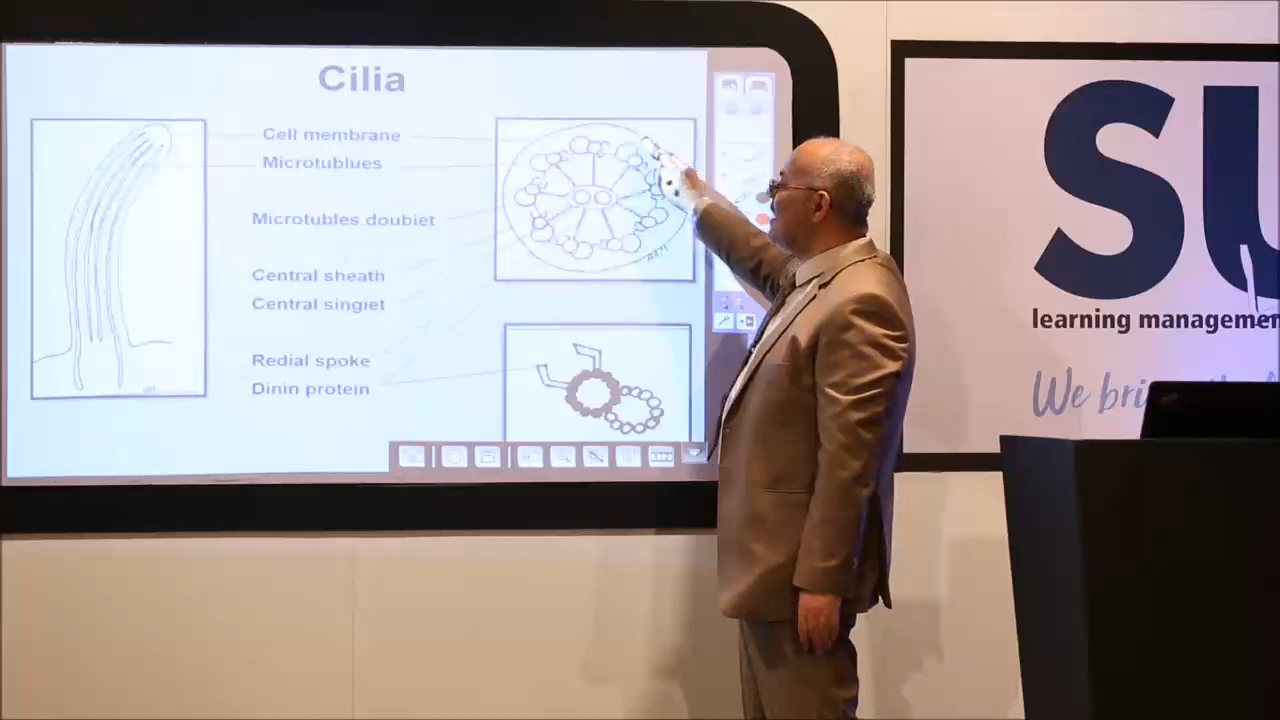 Cilia
Cell membrane
Microtublues
Microtubles doubiet
Central sheath
Central singiet
Redial spoke
Dinin protein
SU
learning managemen
We bri